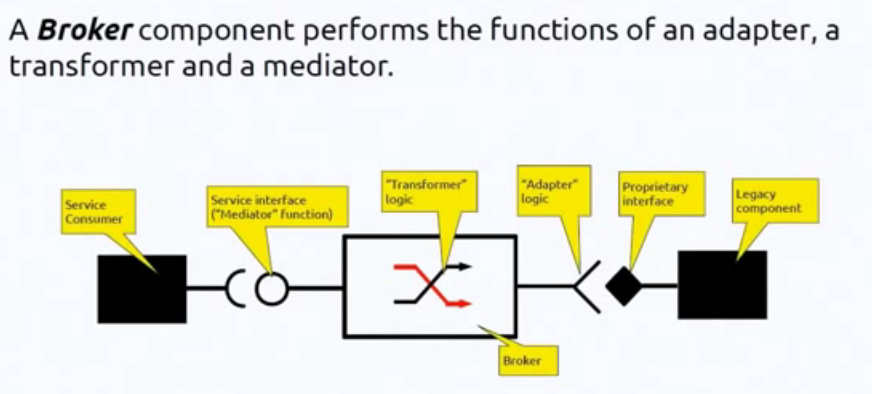 A Broker component performs the functions of an adapter, a
transformer and a mediator.
Service
Consumer
Service interface
("Mediator" function)
"Transformer"
logic
"Adapter"
logic
Proprietary
interface
Legacy
component
Broker